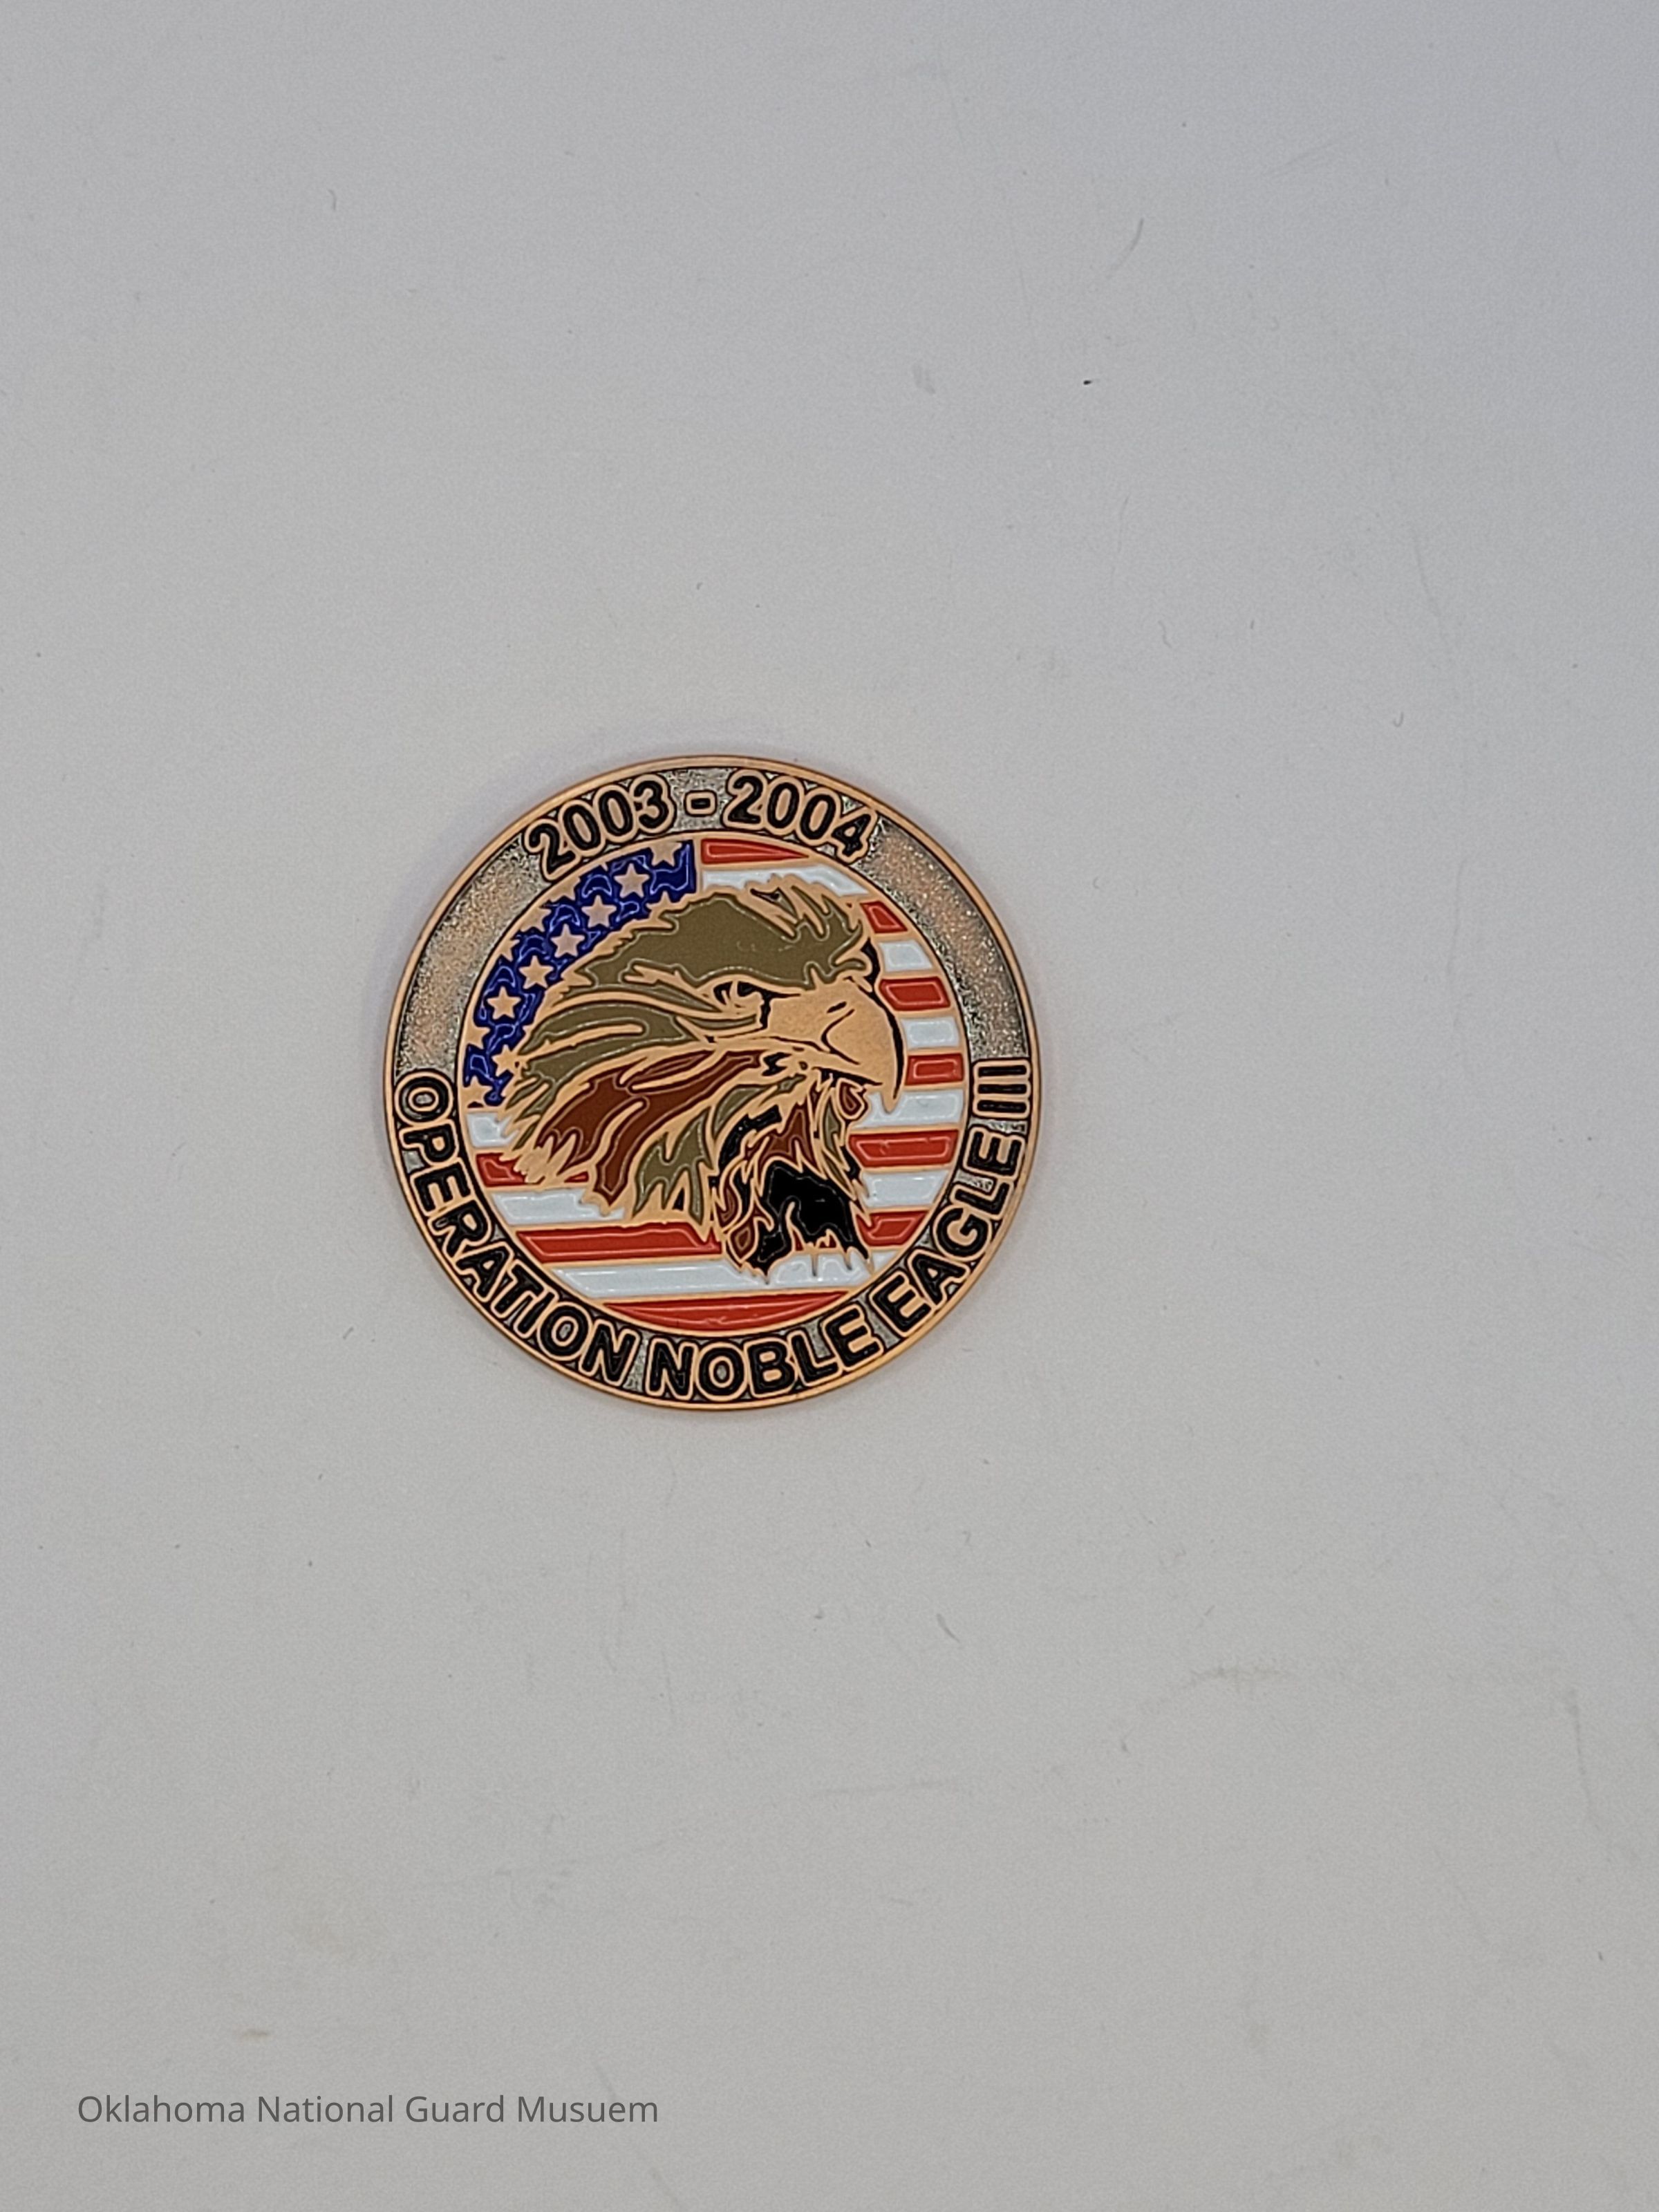 2003 - 2004
OPERATION NOBLE EAGLE III
Oklahoma National Guard Musuem